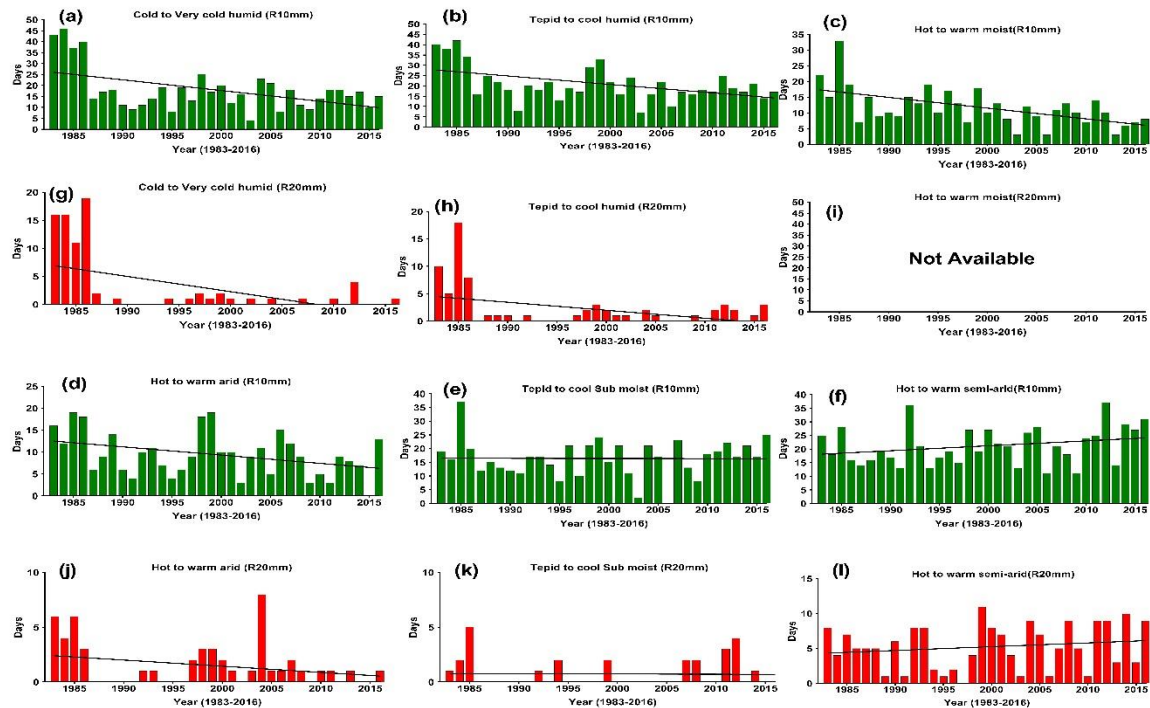 (a)
Cold to Very cold humid (R10mm)
50
45
40
35
30
25
20
15
10
5
0
Days
1985 1990 1995 2000 2005 2010 2015
Year (1983-2016)
(b)
Tepid to cool humid (R10mm)
50
45
40
35
30
25
20
15
10
5
0
Days
1985 1990 1995 2000 2005 2010 2015
Year (1983-2016)
(c)
Hot to warm moist(R10mm)
35
30
25
20
15
10
5
0
Days
1985 1990 1995 2000 2005 2010 2015
Year (1983-2016)
(g)
Cold to Very cold humid (R20mm)
20
15
10
5
0
Days
1985 1990 1995 2000 2005 2010 2015
Year (1983-2016)
(h)
Tepid to cool humid (R20mm)
20
15
10
5
0
Days
1985 1990 1995 2000 2005 2010 2015
Year (1983-2016)
(i)
Hot to warm moist(R20mm)
50
45
40
35
30
25
20
15
10
5
0
Days
Not Available
1985 1990 1995 2000 2005 2010 2015
Year (1983-2016)
(d)
Hot to warm arid (R10mm)
25
20
15
10
5
0
Days
1985 1990 1995 2000 2005 2010 2015
Year (1983-2016)
(e)
Tepid to cool Sub moist (R10mm)
40
35
30
25
20
15
10
5
0
Days
1985 1990 1995 2000 2005 2010 2015
Year (1983-2016)
(f)
Hot to warm semi-arid(R10mm)
40
35
30
25
20
15
10
5
0
Days
1985 1990 1995 2000 2005 2010 2015
Year (1983-2016)
(j)
Hot to warm arid (R20mm)
10
5
0
Days
1985 1990 1995 2000 2005 2010 2015
Year (1983-2016)
(k)
Tepid to cool Sub moist (R20mm)
10
5
0
Days
1985 1990 1995 2000 2005 2010 2015
Year (1983-2016)
(l)
Hot to warm semi-arid(R20mm)
15
10
5
0
Days
1985 1990 1995 2000 2005 2010 2015
Year (1983-2016)